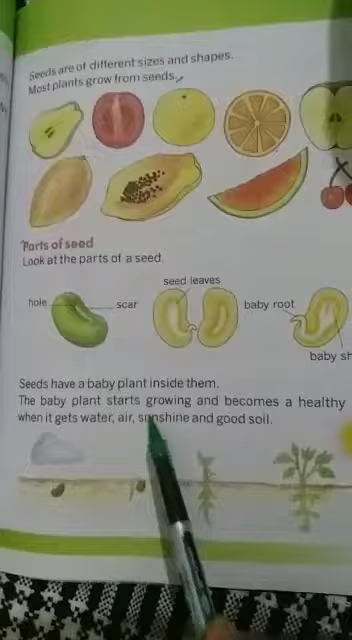 Seeds are of different sizes and shapes.
Most plants grow from seeds.
Parts of seed
Look at the parts of a seed.
seed leaves
hole
scar
baby root
baby
Seeds have a baby plant inside them.
The baby plant starts growing and becomes a healthy
when it gets water, air, sunshine and good soil.